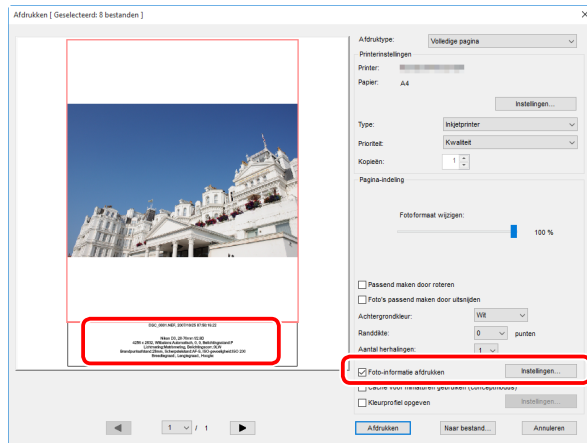 Afdrukken [ Geselecteerd: 8 bestanden ]
Afdruktype: Volledige pagina
Printerinstellingen
Printer:
Papier: A4
Instellingen...
Type: Inkjetprinter
Prioriteit: Kwaliteit
Kopieën: 1
Pagina-indeling
Fotoformaat wijzigen:
100 %
Passend maken door roteren
Foto's passend maken door uitsnijden
Achtergrondkleur: Wit
Randdikte: 0 punten
Aantal herhalingen: 1
Foto-informatie afdrukken Instellingen...
Cache voor miniaturen gebruiken (conceptmodus)
Kleurprofiel opgeven Instellingen...
1 / 1
Afdrukken Naar bestand... Annuleren